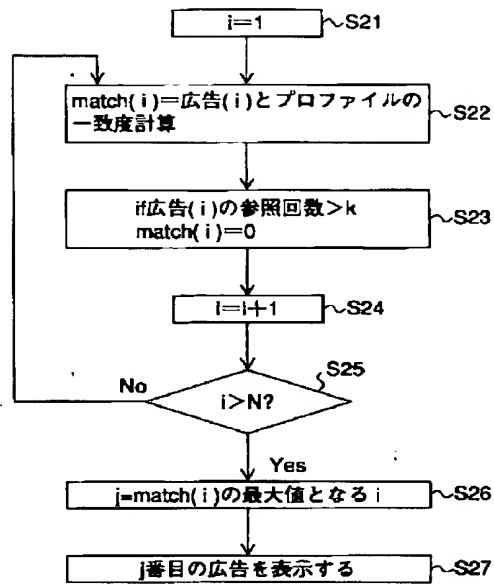 i=1
S21
match(i)=広告(i)とプロファイルの
一致度計算
S22
if広告(i)の参照回数>k
match(i)=0
S23
i=i+1
S24
S25
No
i>N?
Yes
j=match(i)の最大値となる i
S26
j番目の広告を表示する
S27